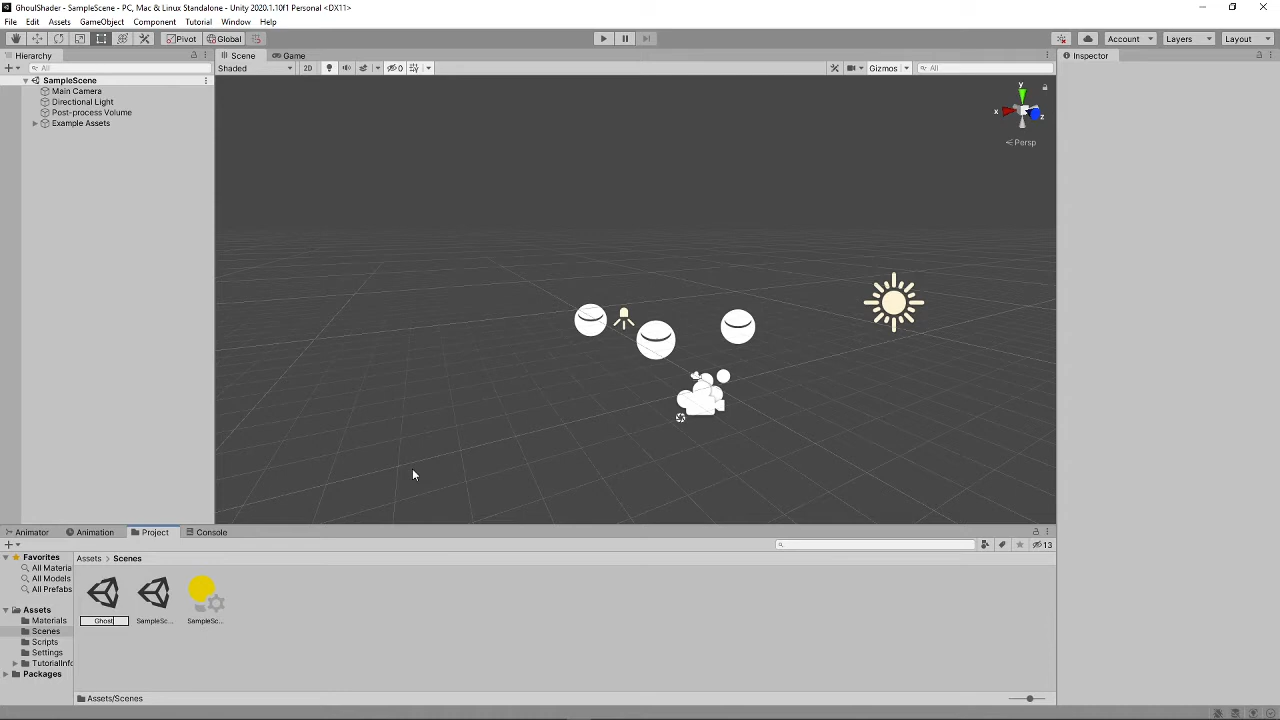 GhoulShader - SampleScene - PC, Mac & Linux Standalone - Unity 2020.1.10f1 Personal <DX11>
File Edit Assets GameObject Component Tutorial Window Help
Pivot Global Account Layers Layout
Hierarchy
All
SampleScene
Main Camera
Directional Light
Post-process Volume
Example Assets
Scene Game
Shaded 2D 0 Gizmos All
y
x
z
Persp
Inspector
Animator Animation Project Console
13
Favorites
All Materia
All Models
All Prefabs
Assets
Materials
Scenes
Scripts
Settings
TutorialInfo
Packages
Assets > Scenes
Ghost SampleSc... SampleSc...
Assets/Scenes